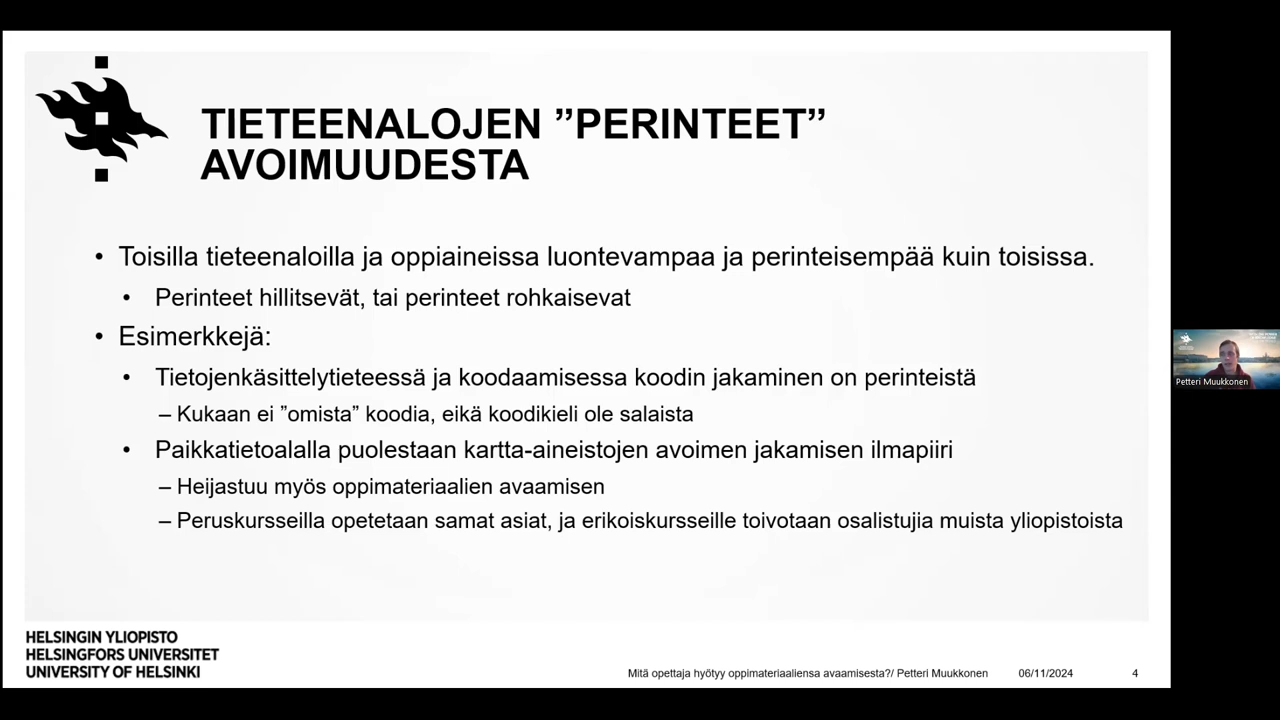 TIETEENALOJEN ”PERINTEET”
AVOIMUUDESTA
• Toisilla tieteenaloilla ja oppiaineissa luontevampaa ja perinteisempää kuin toisissa.
• Perinteet hillitsevät, tai perinteet rohkaisevat
• Esimerkkejä:
• Tietojenkäsittelytieteessä ja koodaamisessa koodin jakaminen on perinteistä
– Kukaan ei ”omista” koodia, eikä koodikieli ole salaista
• Paikkatietoalalla puolestaan kartta-aineistojen avoimen jakamisen ilmapiiri
– Heijastuu myös oppimateriaalien avaamisen
– Peruskursseilla opetetaan samat asiat, ja erikoiskursseille toivotaan osalistujia muista yliopistoista
Petteri Muukkonen
HELSINGIN YLIOPISTO
HELSINGFORS UNIVERSITET
UNIVERSITY OF HELSINKI
Mitä opettaja hyötyy oppimateriaaliensa avaamisesta?/ Petteri Muukkonen 06/11/2024 4